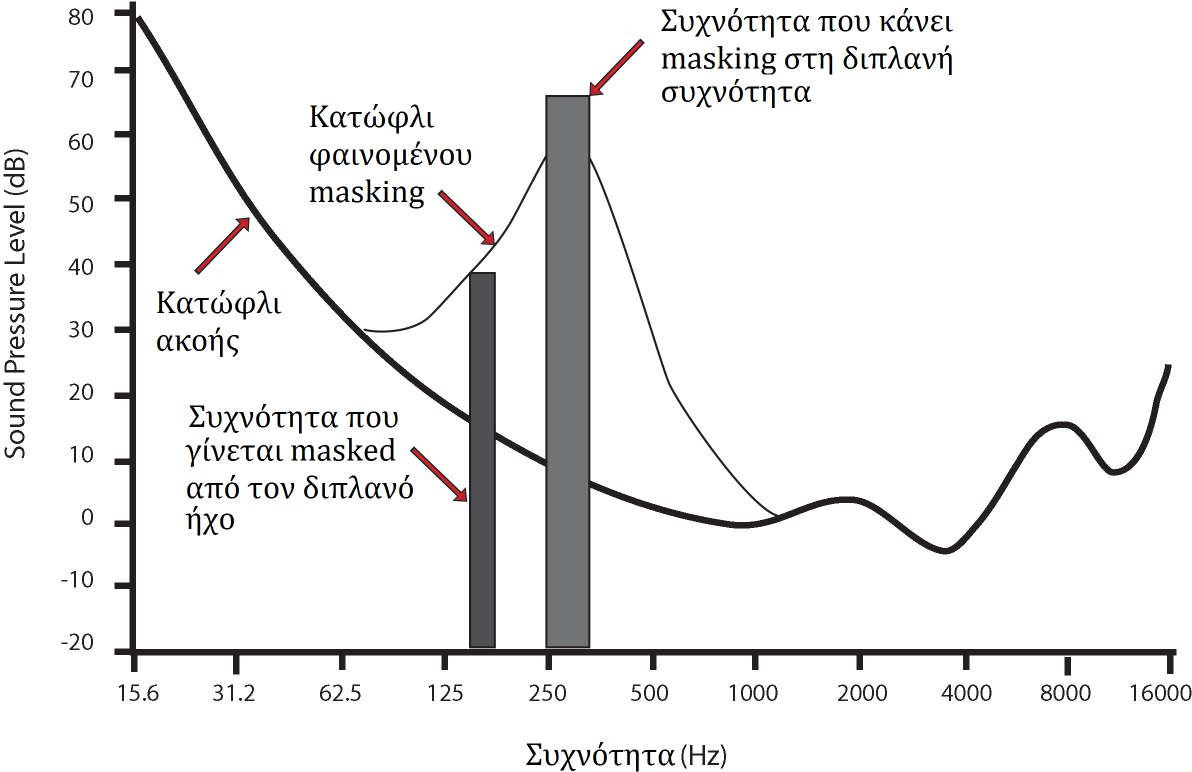 80
70
60
50
40
30
20
10
0
-10
-20
Sound Pressure Level (dB)
Συχνότητα που κάνει
masking στη διπλανή
συχνότητα
Κατώφλι
φαινομένου
masking
Κατώφλι
ακοής
Συχνότητα που
γίνεται masked
από τον διπλανό
ήχο
15.6 31.2 62.5 125 250 500 1000 2000 4000 8000 16000
Συχνότητα (Hz)